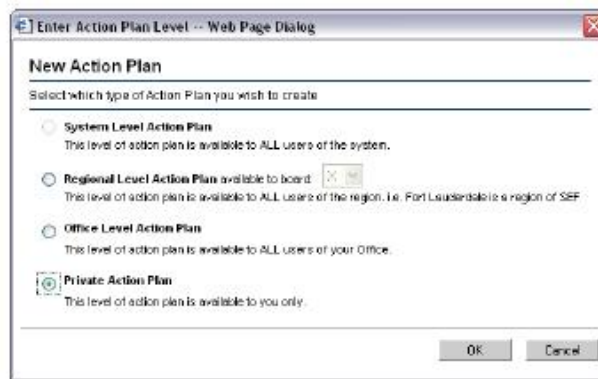 Enter Action Plan Level -- Web Page Dialog
New Action Plan
Select which type of Action Plan you wish to create
System Level Action Plan
This level of action plan is available to ALL users of the system.
Regional Level Action Plan available to board: X
This level of action plan is available to ALL users of the region. i.e. Fort Lauderdale is a region of SEF
Office Level Action Plan
This level of action plan is available to ALL users of your Office.
Private Action Plan
This level of action plan is available to you only.
OK Cancel